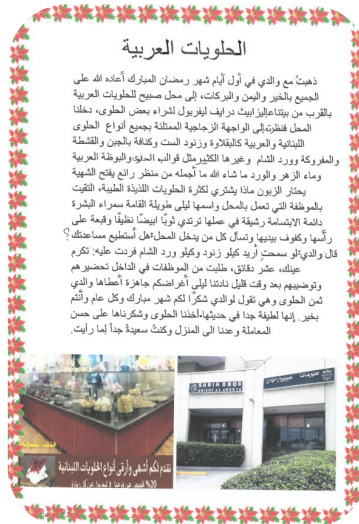 الحلويات العربية
ذهبتُ مع والدي في أول أيام شهر رمضان المبارك أعاده الله على
الجميع بالخير واليمن والبركات، إلى محل صبيح للحلويات العربية
بالقرب من بيتنا إليزابيث درايف ليفربول لشراء بعض الحلوى، دخلنا
المحل فنظرت إلى الواجهة الزجاجية الممتلئة بجميع أنواع الحلوى
اللبنانية والعربية كالبقلاوة وزنود الست وكنافة بالجبن والقشطة
والمفروكة وورد الشام وغيرها الكثير مثل قوالب الحلوى والبوظة العربية
وماء الزهر والورد ما شاء الله ما أجمله من منظر رائع يفتح الشهية
يحتار الزبون ماذا يشتري لكثرة الحلويات اللذيذة الطيبة، التقيت
بالموظفة التي تعمل بالمحل واسمها ليلى طويلة القامة سمراء البشرة
دائمة الابتسامة رشيقة في عملها ترتدي ثوبا ابيضا نظيفا وقبعة على
رأسها وكفوف بيديها وتسأل كل من يدخل المحل: هل أستطيع مساعدتك؟
قال والدي: لو سمحت أريد كيلو زنود وكيلو ورد الشام فردت عليه: تكرم
عينك، عشر دقائق، طلبت من الموظفات في الداخل تحضيرهم
وتوضيبهم بعد وقت قليل نادتنا ليلى أغراضكم جاهزة أعطاها والدي
ثمن الحلوى وهي تقول لوالدي شكرًا لكم شهر مبارك وكل عام وأنتم
بخير. إنها لطيفة جدا في حديثها، أخذنا الحلوى وشكرناها على حسن
المعاملة وعدنا الى المنزل وكنتُ سعيدةً جداً لِما رأيت.
SABIH BROS
نقدم لكم أشهى وأرقى أنواع الحلويات اللبنانية